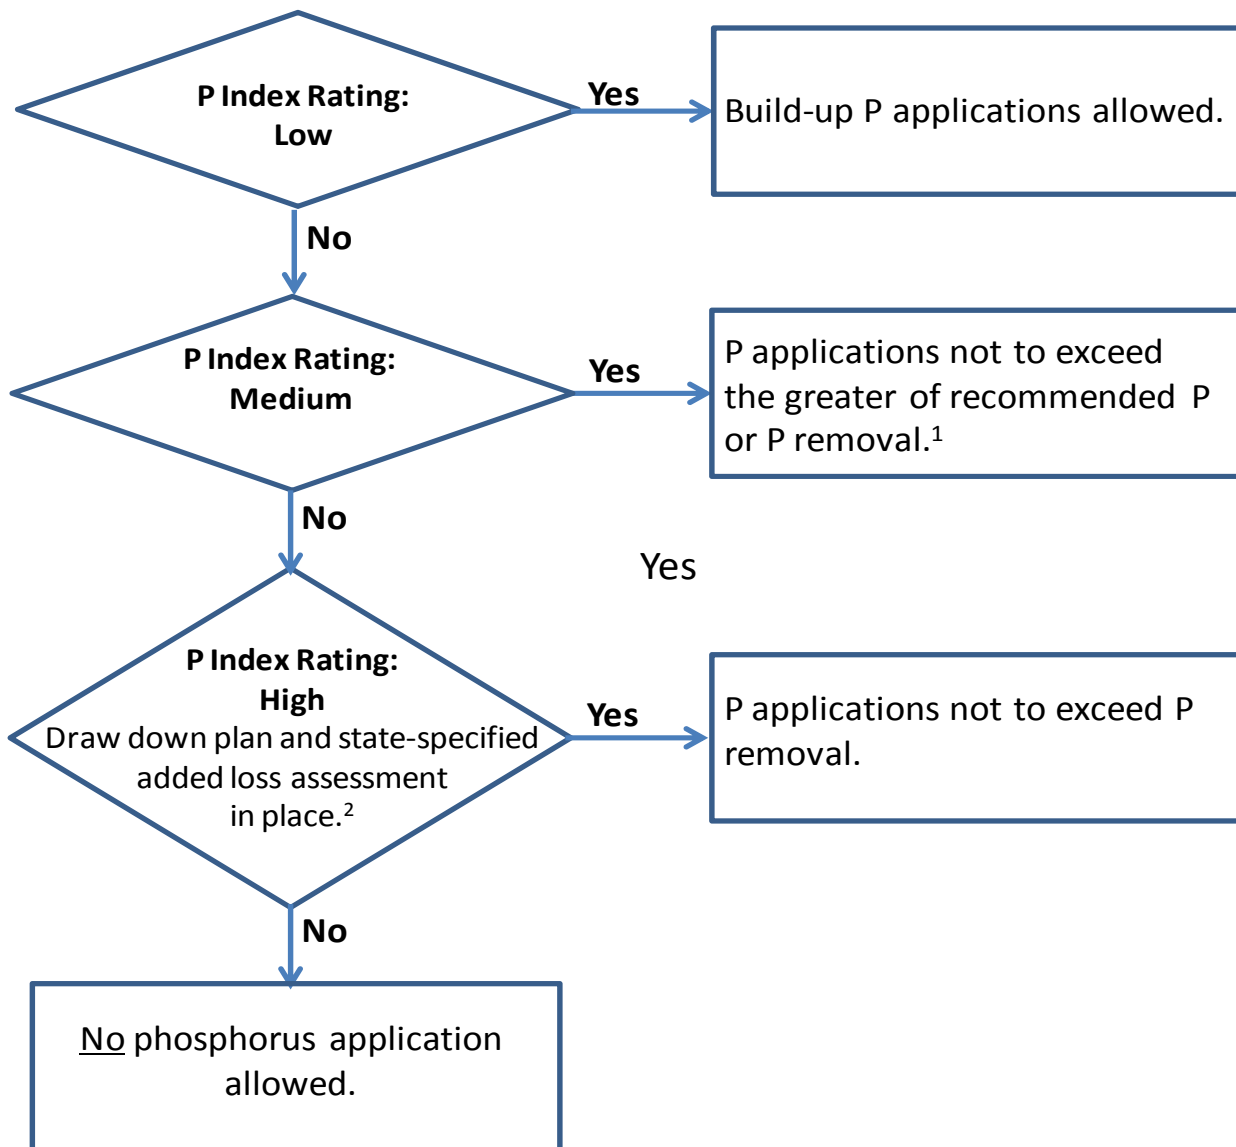 P Index Rating:
Low
Yes
Build-up P applications allowed.
No
P Index Rating:
Medium
Yes
P applications not to exceed
the greater of recommended P
or P removal.¹
No
Yes
P Index Rating:
High
Draw down plan and state-specified
added loss assessment
in place.²
Yes
P applications not to exceed P
removal.
No
No phosphorus application
allowed.